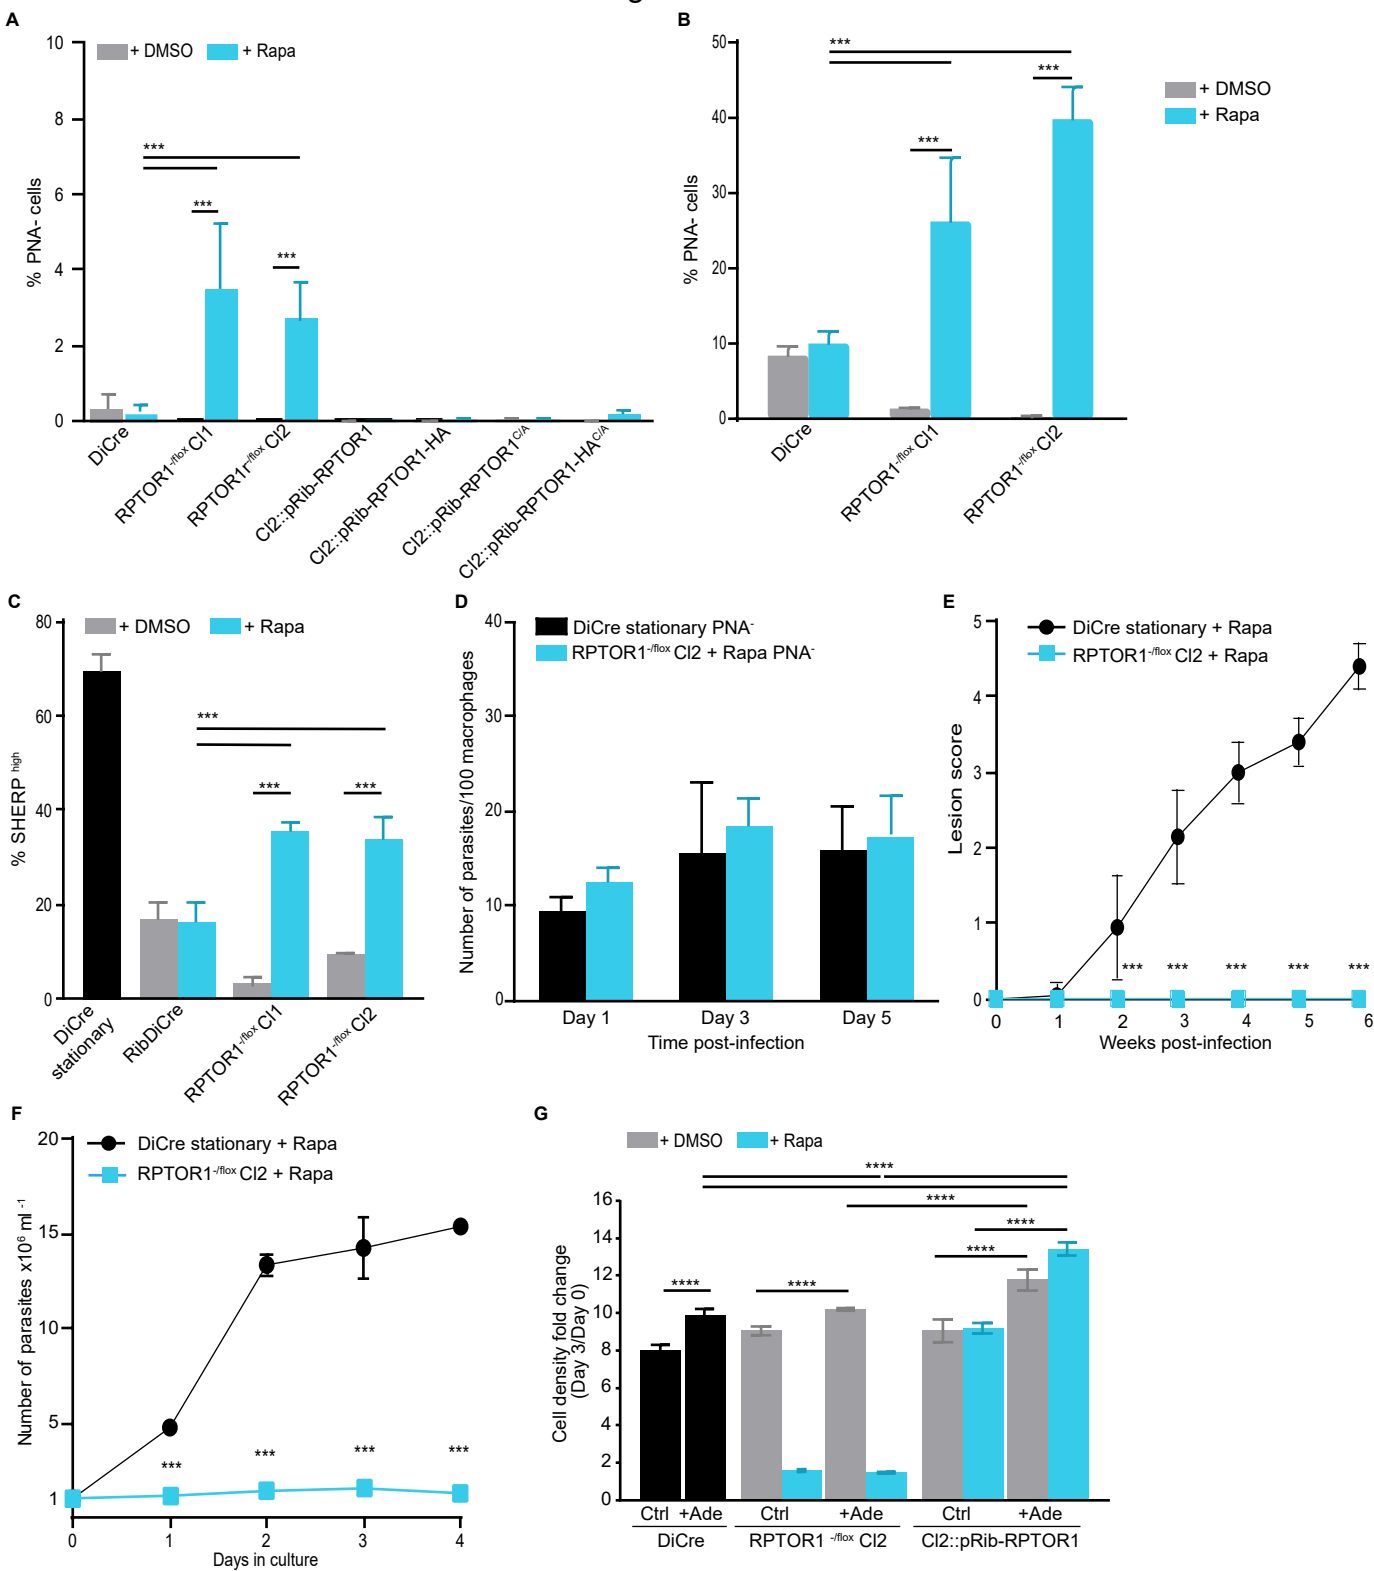 A
+ DMSO
+ Rapa
10
8
6
4
2
0
% PNA- cells
***
***
***
DiCre
RPTOR1-/flox Cl1
RPTOR1r-/flox Cl2
Cl2::pRib-RPTOR1
Cl2::pRib-RPTOR1-HA
Cl2::pRib-RPTOR1C/A
Cl2::pRib-RPTOR1-HAC/A
B
50
40
30
20
10
0
% PNA- cells
***
***
***
+ DMSO
+ Rapa
DiCre
RPTOR1-/flox Cl1
RPTOR1-/flox Cl2
C
+ DMSO
+ Rapa
80
60
40
20
0
% SHERP high
***
***
***
DiCre
stationary
RibDiCre
RPTOR1-/flox Cl1
RPTOR1-/flox Cl2
D
DiCre stationary PNA-
RPTOR1-/flox Cl2 + Rapa PNA-
40
30
20
10
0
Number of parasites/100 macrophages
Day 1
Day 3
Day 5
Time post-infection
E
DiCre stationary + Rapa
RPTOR1-/flox Cl2 + Rapa
5
4
3
2
1
0
Lesion score
*** *** *** *** ***
0 1 2 3 4 5 6
Weeks post-infection
F
DiCre stationary + Rapa
RPTOR1-/flox Cl2 + Rapa
20
15
10
5
1
Number of parasites x106 ml -1
*** *** *** ***
0 1 2 3 4
Days in culture
G
+ DMSO
+ Rapa
16
14
12
10
8
6
4
2
0
Cell density fold change
(Day 3/Day 0)
****
****
****
****
****
****
Ctrl +Ade Ctrl +Ade Ctrl +Ade
DiCre
RPTOR1 -/flox Cl2
Cl2::pRib-RPTOR1